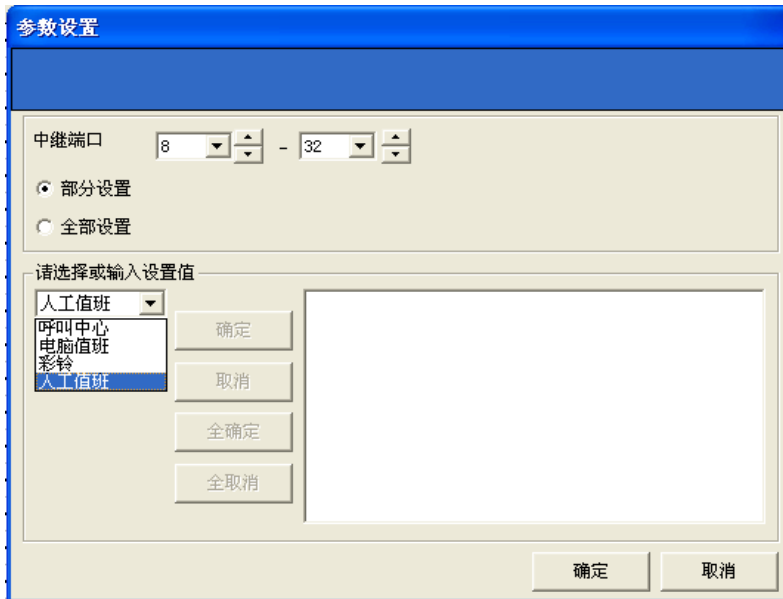 参数设置
中继端口 8 - 32
部分设置
全部设置
请选择或输入设置值
人工值班
呼叫中心
电脑值班
彩铃
人工值班
确定
取消
全确定
全取消
确定 取消